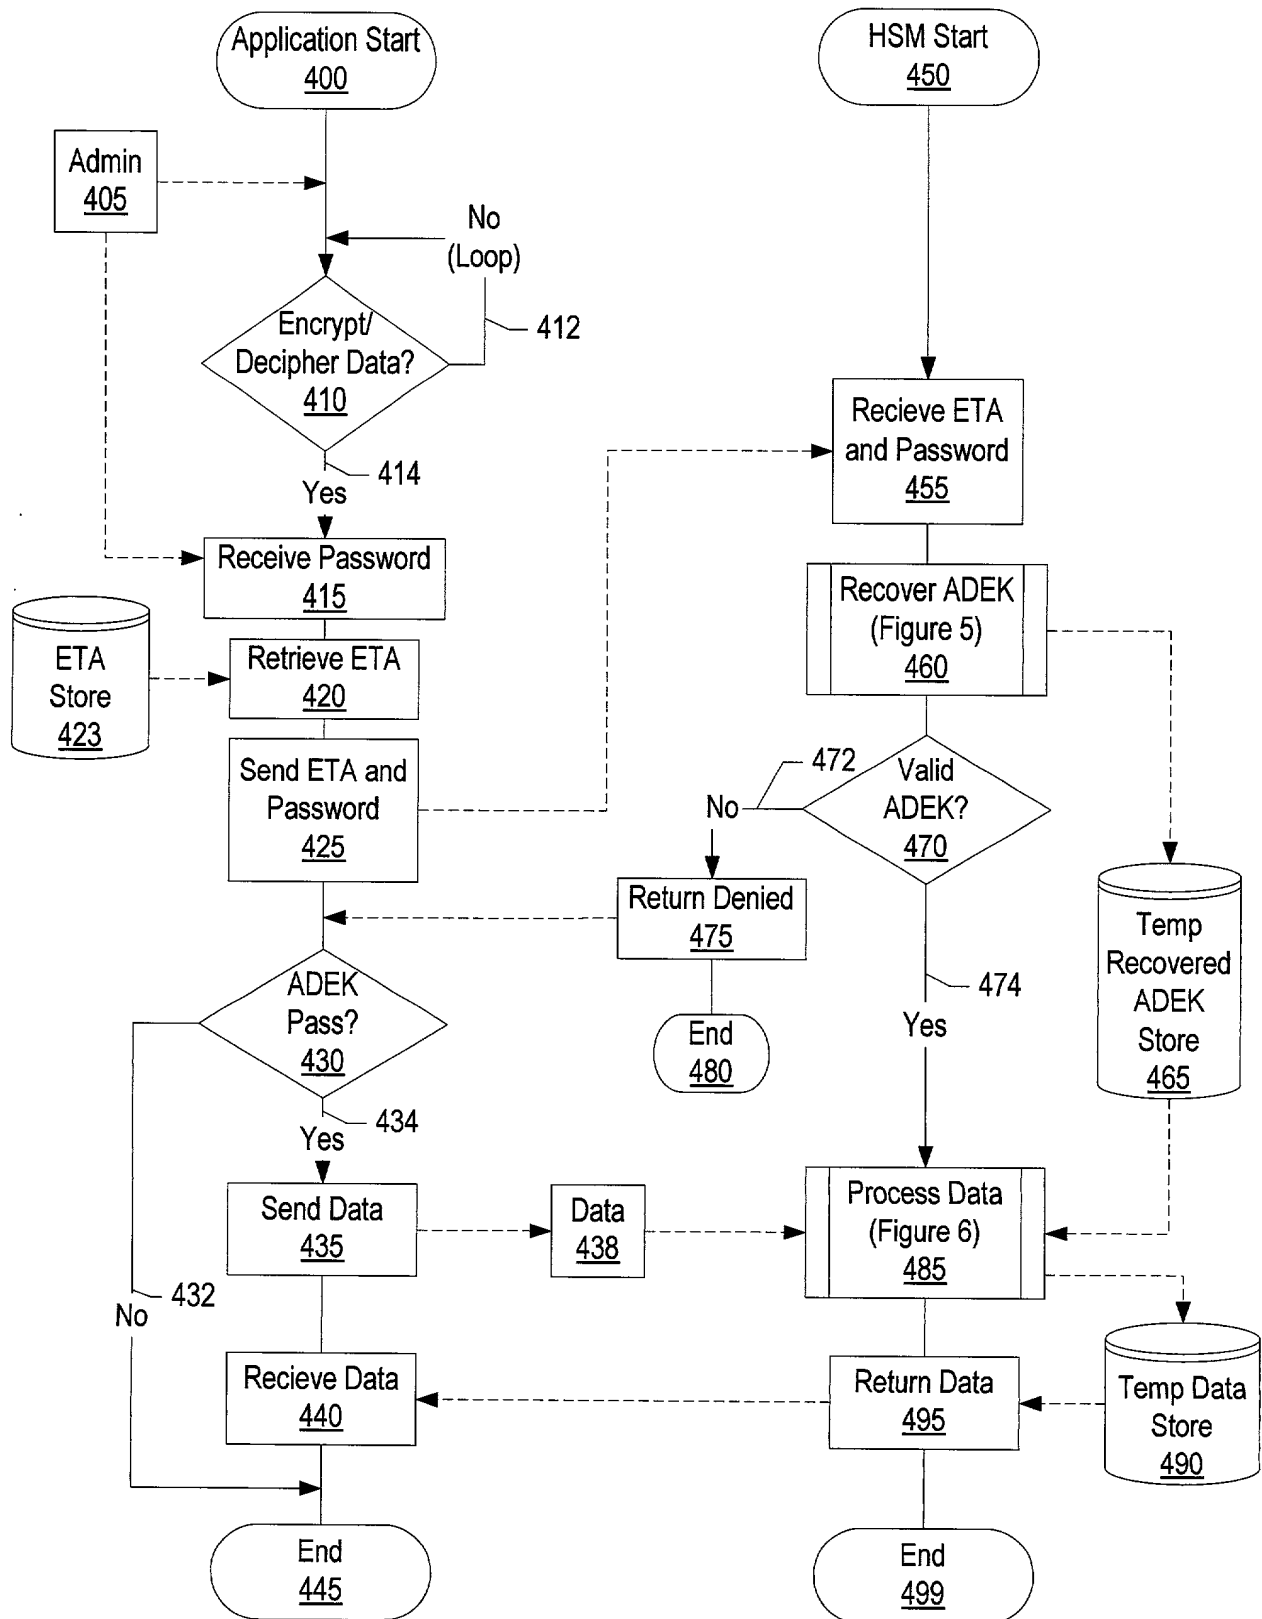 Application Start
400
HSM Start
450
Admin
405
No
(Loop)
412
Encrypt/
Decipher Data?
410
414
Yes
Recieve ETA
and Password
455
Receive Password
415
Recover ADEK
(Figure 5)
460
ETA
Store
423
Retrieve ETA
420
Send ETA and
Password
425
472
No
Valid
ADEK?
470
Return Denied
475
Temp
Recovered
ADEK
Store
465
474
Yes
ADEK
Pass?
430
End
480
434
Yes
Send Data
435
Data
438
Process Data
(Figure 6)
485
432
No
Recieve Data
440
Return Data
495
Temp Data
Store
490
End
445
End
499